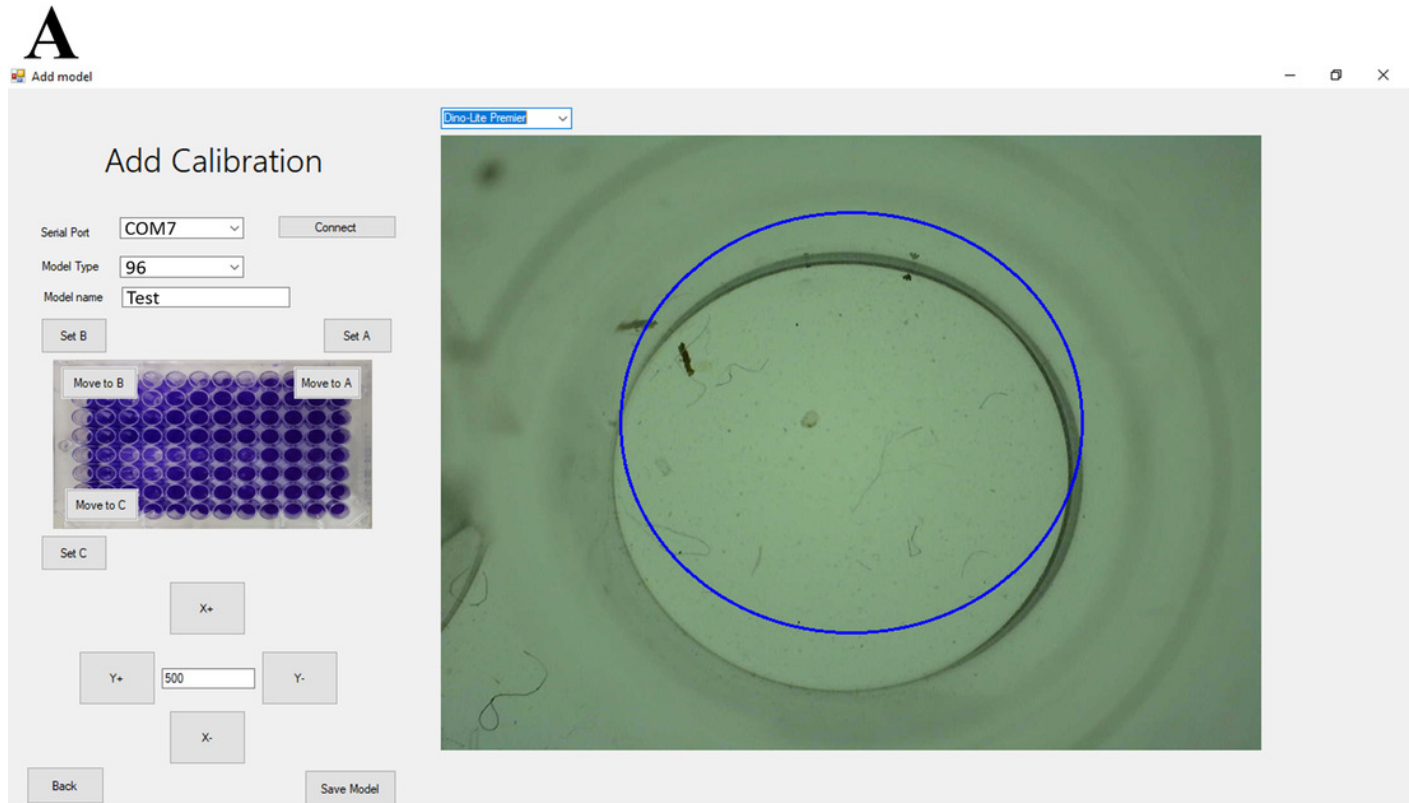 A
Add model
Dino-Lite Premier
Add Calibration
Serial Port COM7 Connect
Model Type 96
Model name Test
Set B Set A
Move to B Move to A
Move to C
Set C
X+
Y+ 500 Y-
X-
Back Save Model